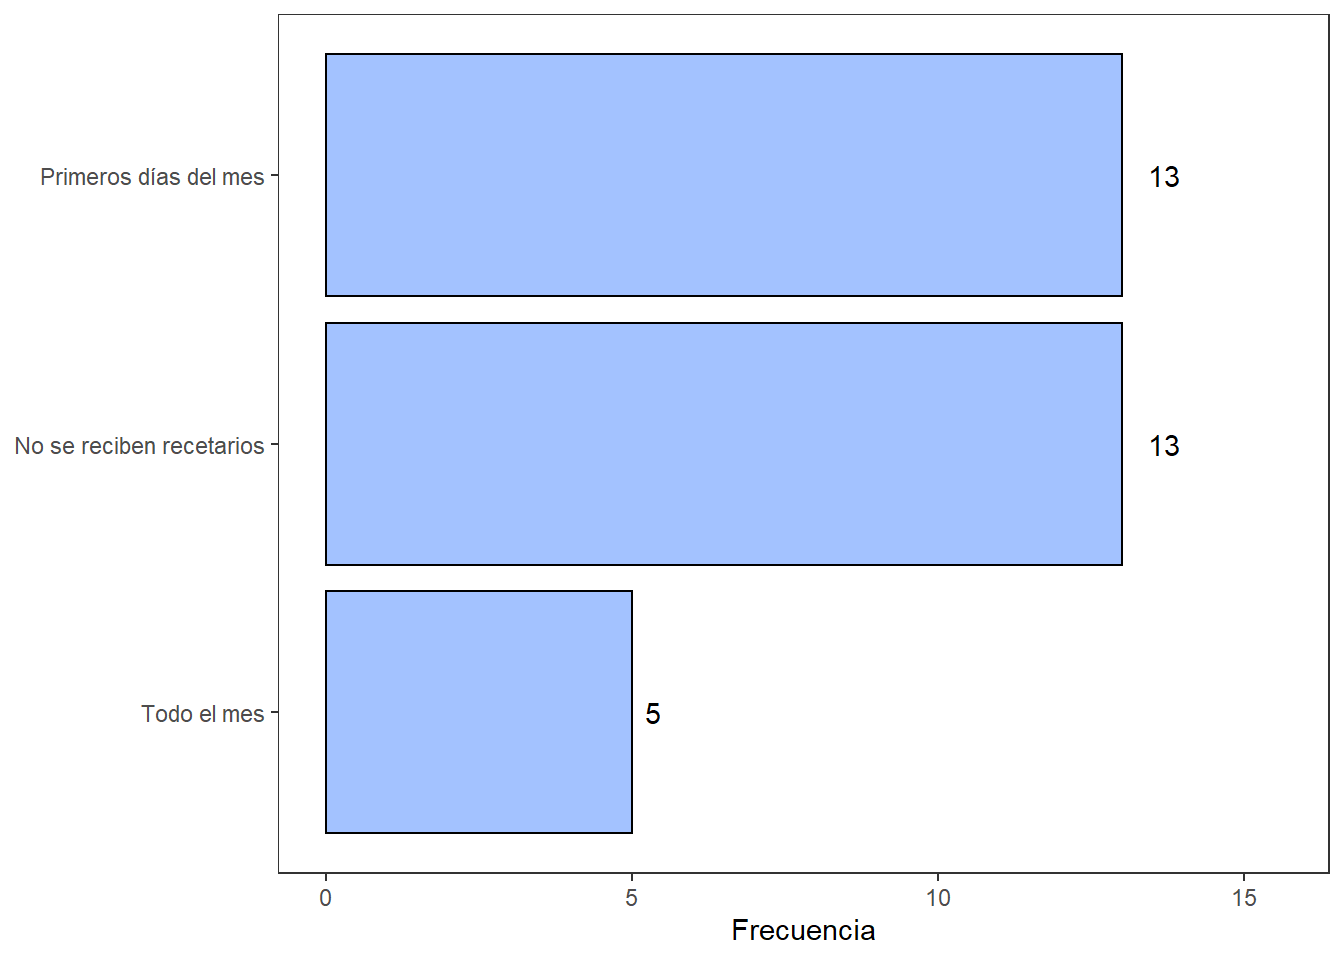 Primeros días del mes
13
No se reciben recetarios
13
Todo el mes
5
0 5 10 15
Frecuencia